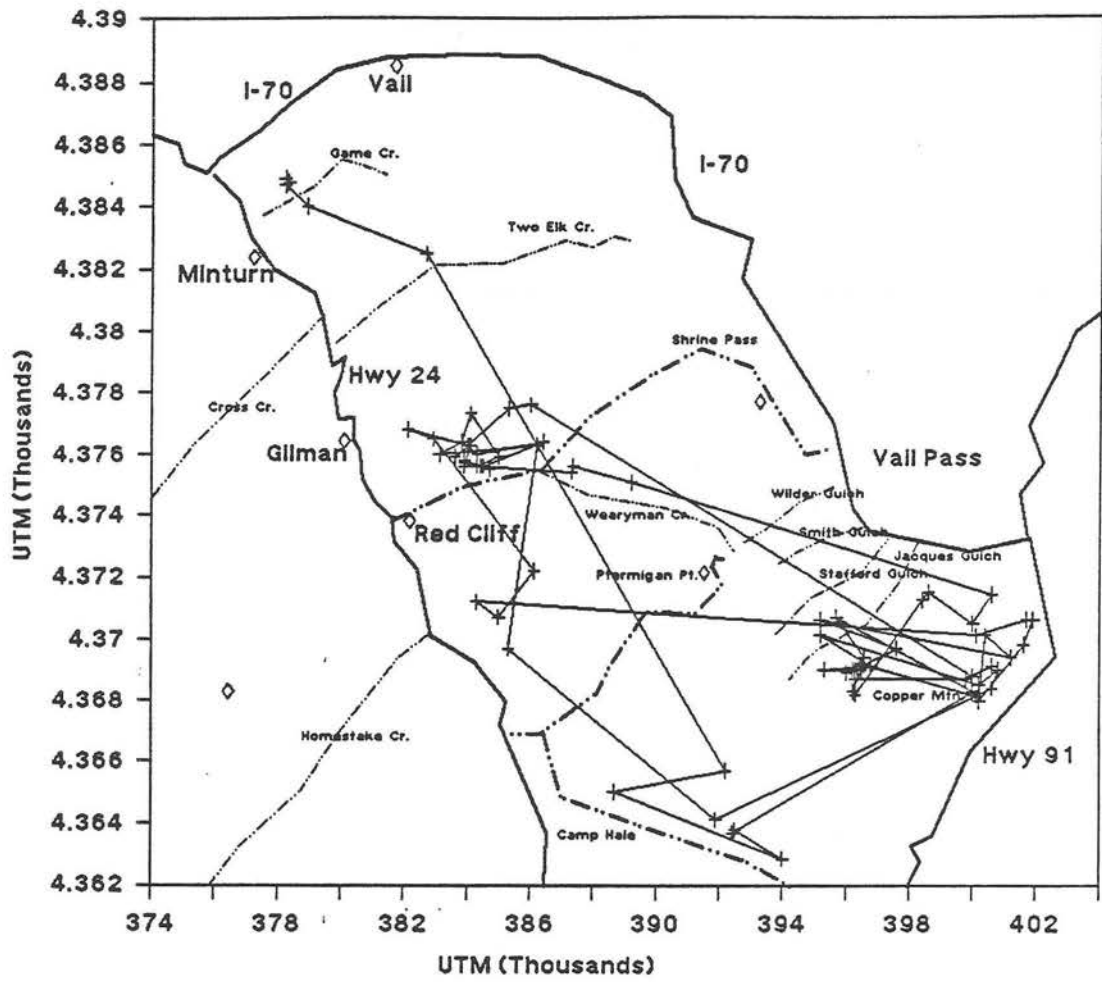 4.39
4.388
4.386
4.384
4.382
4.38
4.378
4.376
4.374
4.372
4.37
4.368
4.366
4.364
4.362
UTM (Thousands)
Vail
I-70
Game Cr.
I-70
Two Elk Cr.
Minturn
Shrine Pass
Hwy 24
Cross Cr.
Gilman
Vail Pass
Wilder Gulch
Wearyman Cr.
Red Cliff
Smith Gulch
Jacques Gulch
Ptarmigan Pt.
Stafford Gulch
Copper Mtn.
Homestake Cr.
Hwy 91
Camp Hale
374 378 382 386 390 394 398 402
UTM (Thousands)